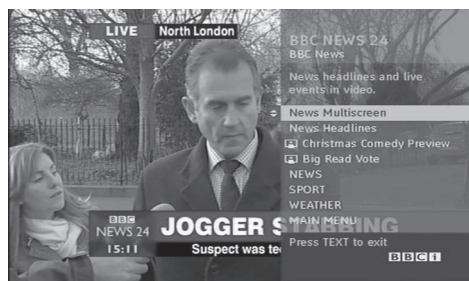 LIVE North London
BBC NEWS 24
BBC News
News headlines and live
events in video.
News Multiscreen
News Headlines
Christmas Comedy Preview
Big Read Vote
NEWS
SPORT
WEATHER
MAIN MENU
Press TEXT to exit
BBCi
BBC
NEWS 24
15:11
JOGGER STABBING
Suspect was